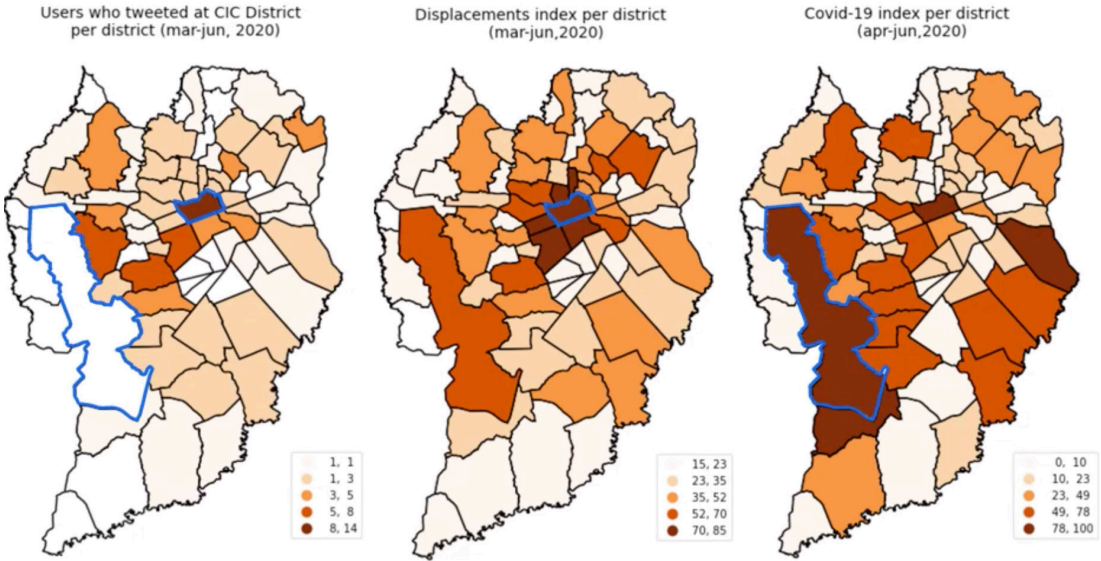 Users who tweeted at CIC District
per district (mar-jun, 2020)
Displacements index per district
(mar-jun,2020)
Covid-19 index per district
(apr-jun,2020)
1, 1
1, 3
3, 5
5, 8
8, 14
15, 23
23, 35
35, 52
52, 70
70, 85
0, 10
10, 23
23, 49
49, 78
78, 100